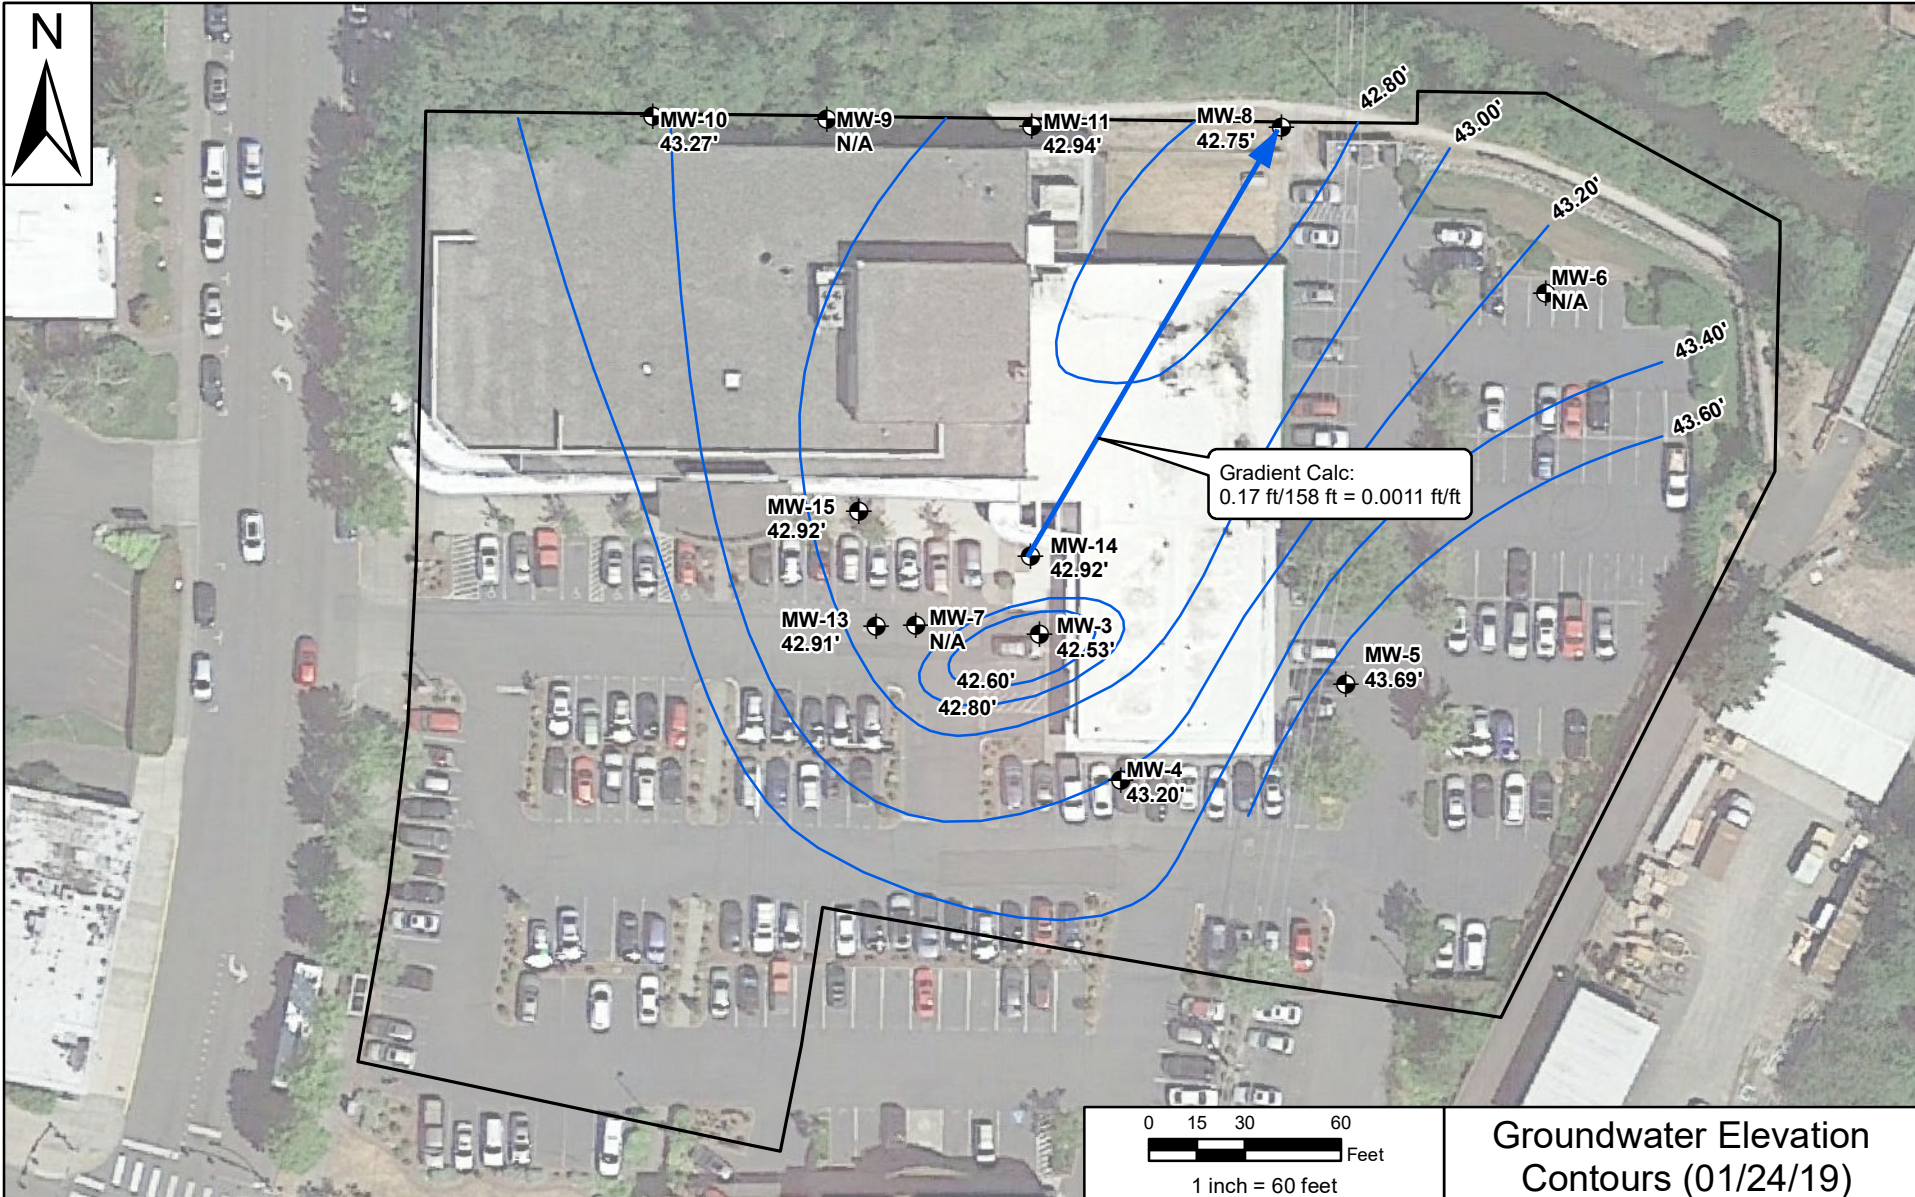 N
MW-10
43.27'
MW-9
N/A
MW-11
42.94'
MW-8
42.75'
42.80'
43.00'
43.20'
MW-6
N/A
43.40'
43.60'
Gradient Calc:
0.17 ft/158 ft = 0.0011 ft/ft
MW-15
42.92'
MW-14
42.92'
MW-13
42.91'
MW-7
N/A
MW-3
42.53'
42.60'
42.80'
MW-5
43.69'
MW-4
43.20'
0 15 30 60
Feet
1 inch = 60 feet
Groundwater Elevation
Contours (01/24/19)